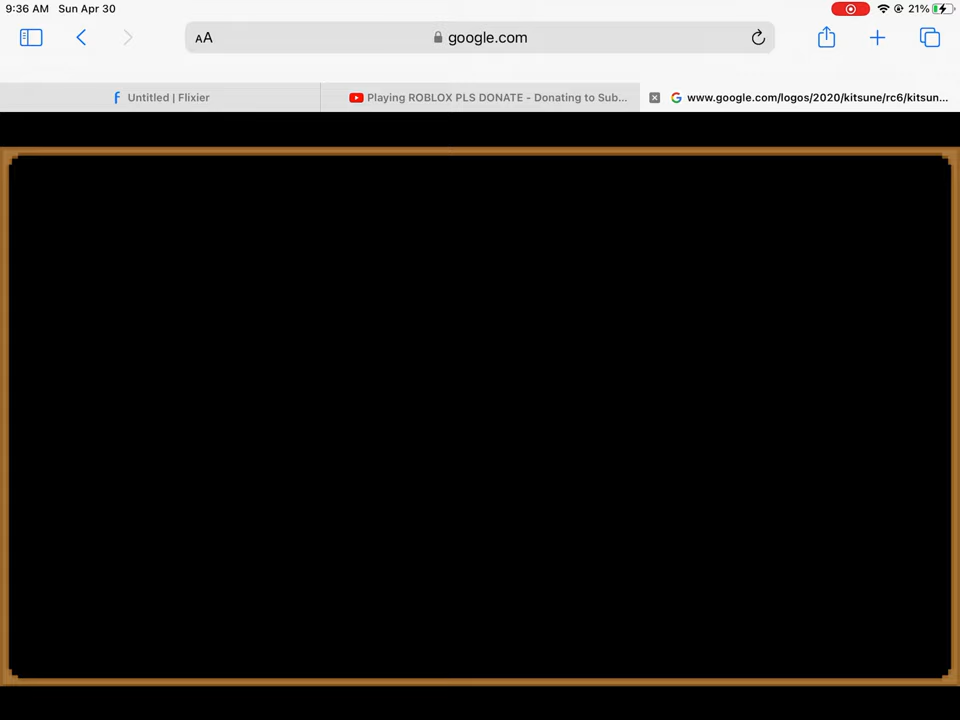 9:36 AM Sun Apr 30
21%
AA google.com
Untitled | Flixier
Playing ROBLOX PLS DONATE - Donating to Sub...
www.google.com/logos/2020/kitsune/rc6/kitsun...